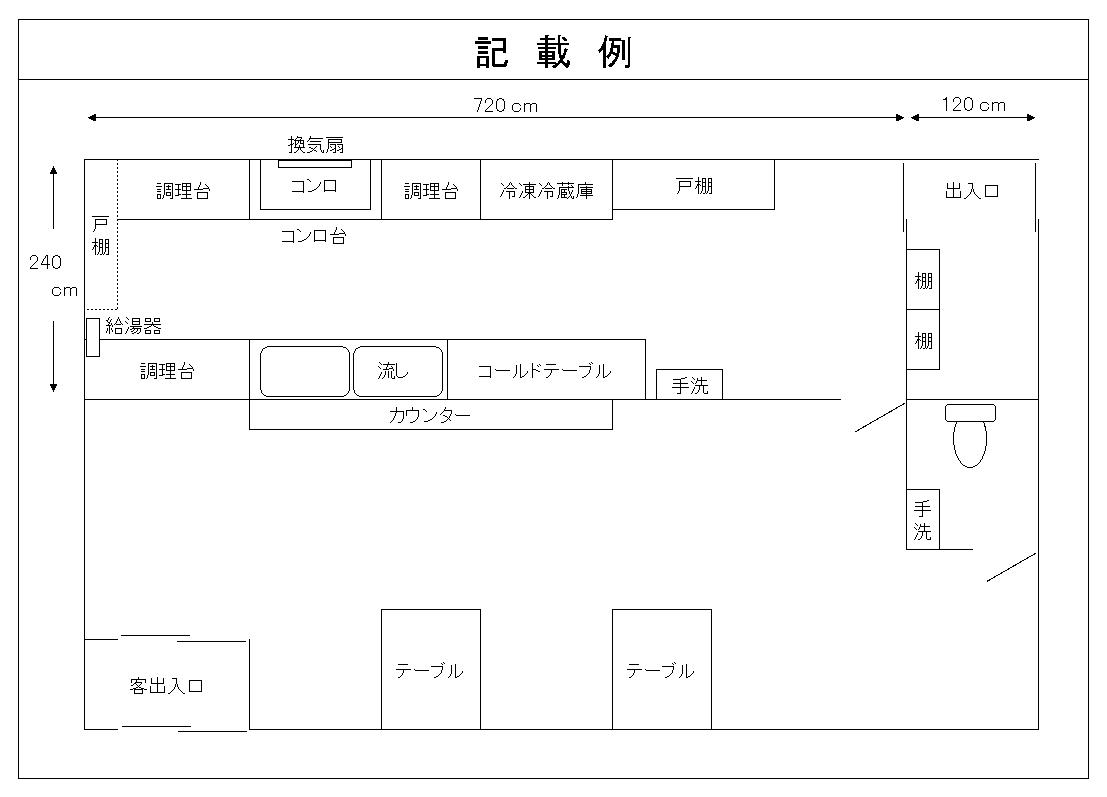 記載例
720 cm
120 cm
換気扇
調理台
コンロ
調理台
冷凍冷蔵庫
戸棚
出入口
戸
棚
コンロ台
240
cm
棚
給湯器
棚
調理台
流し
コールドテーブル
手洗
カウンター
手
洗
テーブル
テーブル
客出入口